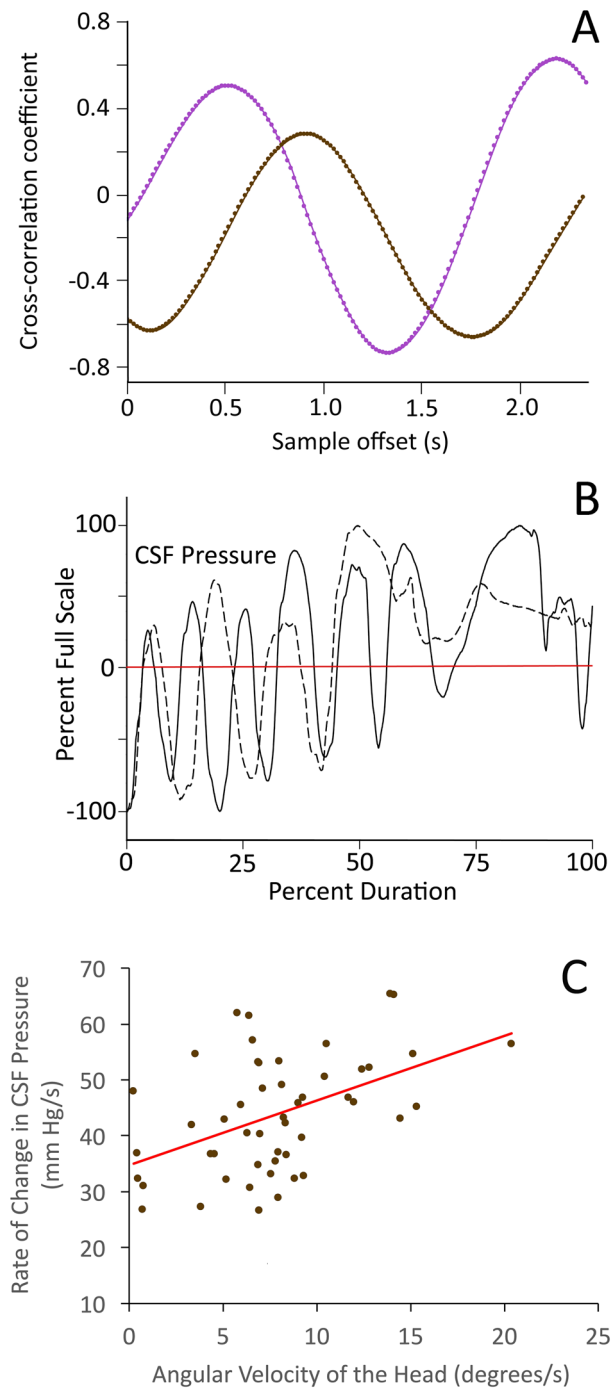 A
0.8
0.4
0
-0.4
-0.8
Cross-correlation coefficient
0 0.5 1.0 1.5 2.0
Sample offset (s)
B
100
CSF Pressure
0
-100
Percent Full Scale
0 25 50 75 100
Percent Duration
C
70
60
50
40
30
20
10
Rate of Change in CSF Pressure
(mm Hg/s)
0 5 10 15 20 25
Angular Velocity of the Head (degrees/s)